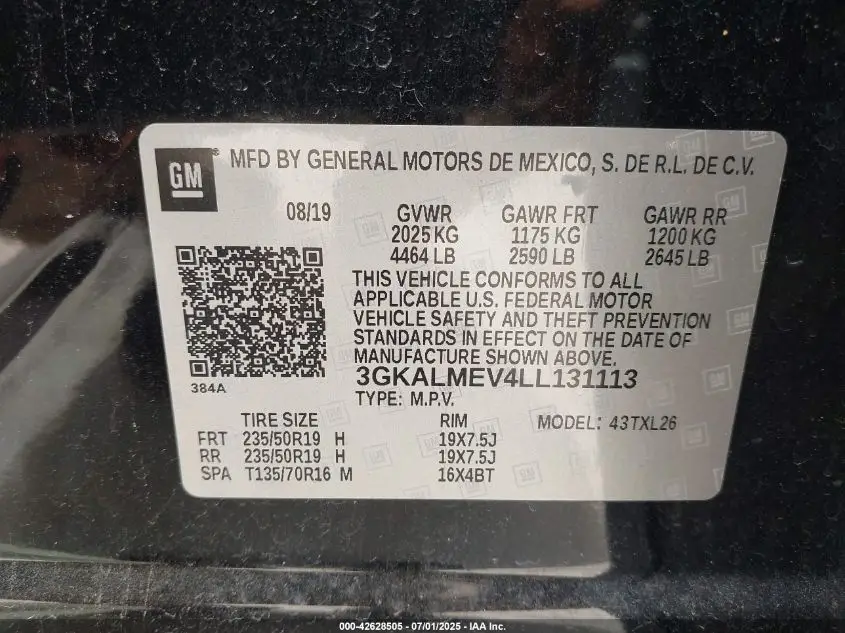 GM
MFD BY GENERAL MOTORS DE MEXICO, S. DE R.L. DE C.V.
08/19 GVWR GAWR FRT GAWR RR
2025 KG 1175 KG 1200 KG
4464 LB 2590 LB 2645 LB
THIS VEHICLE CONFORMS TO ALL
APPLICABLE U.S. FEDERAL MOTOR
VEHICLE SAFETY AND THEFT PREVENTION
STANDARDS IN EFFECT ON THE DATE OF
MANUFACTURE SHOWN ABOVE.
384A
3GKALMEV4LL131113
TYPE: M.P.V.
TIRE SIZE RIM MODEL: 43TXL26
FRT 235/50R19 H 19X7.5J
RR 235/50R19 H 19X7.5J
SPA T135/70R16 M 16X4BT
000-42628505 - 07/01/2025 - IAA Inc.